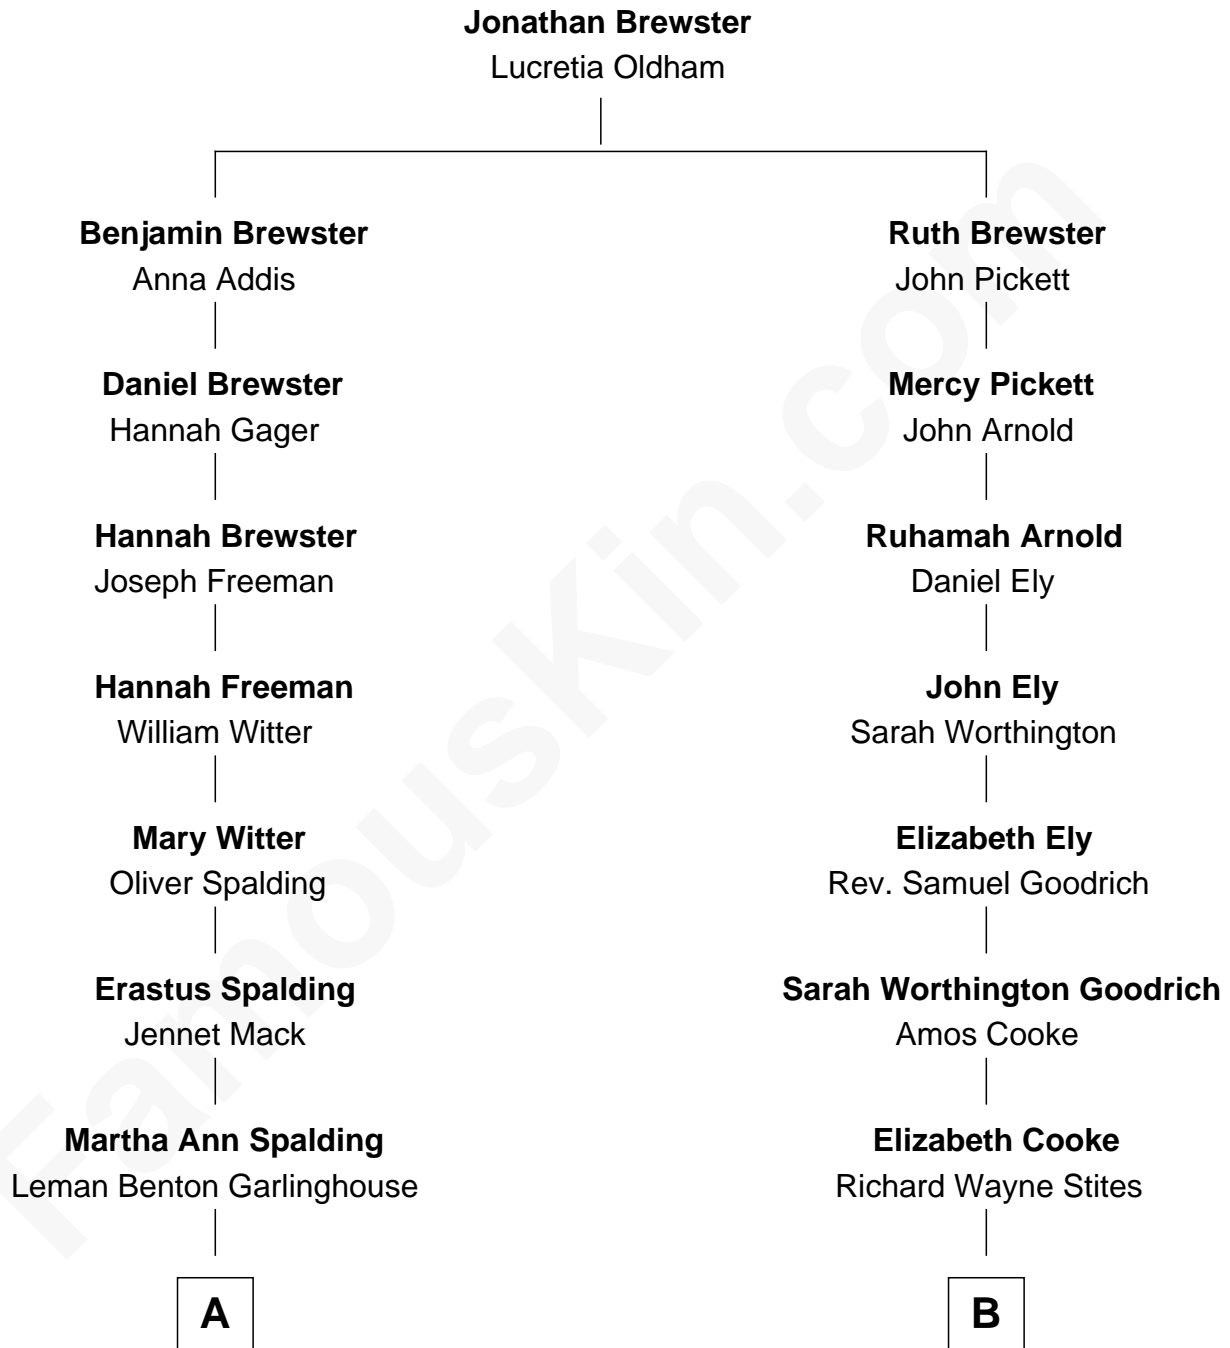 Jonathan Brewster
Lucretia Oldham
Benjamin Brewster
Anna Addis
Daniel Brewster
Hannah Gager
Hannah Brewster
Joseph Freeman
Hannah Freeman
William Witter
Mary Witter
Oliver Spalding
Erastus Spalding
Jennet Mack
Martha Ann Spalding
Leman Benton Garlinghouse
A
Ruth Brewster
John Pickett
Mercy Pickett
John Arnold
Ruhamah Arnold
Daniel Ely
John Ely
Sarah Worthington
Elizabeth Ely
Rev. Samuel Goodrich
Sarah Worthington Goodrich
Amos Cooke
Elizabeth Cooke
Richard Wayne Stites
B
FamousKin.com